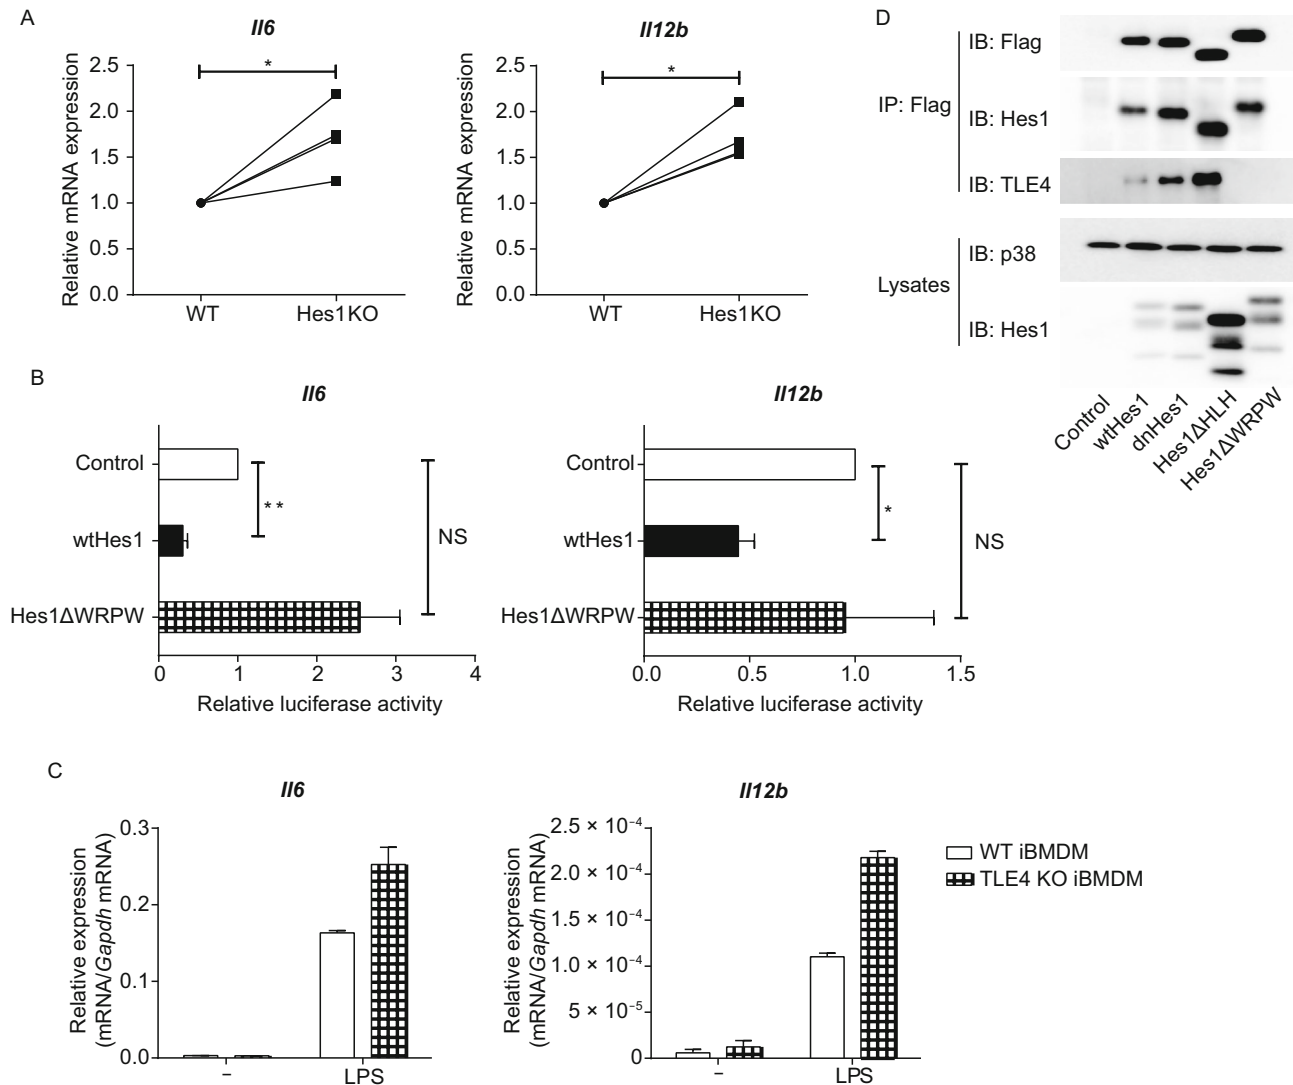 A
Il6
Relative mRNA expression
2.5
2.0
1.5
1.0
0.5
0.0
*
WT
Hes1KO
Il12b
Relative mRNA expression
2.5
2.0
1.5
1.0
0.5
0.0
*
WT
Hes1KO
D
IP: Flag
IB: Flag
IB: Hes1
IB: TLE4
Lysates
IB: p38
IB: Hes1
Control
wtHes1
dnHes1
Hes1ΔHLH
Hes1ΔWRPW
B
Il6
Control
wtHes1
Hes1ΔWRPW
**
NS
0 1 2 3 4
Relative luciferase activity
Il12b
Control
wtHes1
Hes1ΔWRPW
*
NS
0.0 0.5 1.0 1.5
Relative luciferase activity
C
Il6
Relative expression
(mRNA/Gapdh mRNA)
0.3
0.2
0.1
0.0
– LPS
Il12b
Relative expression
(mRNA/Gapdh mRNA)
2.5 × 10⁻⁴
2.0 × 10⁻⁴
1.5 × 10⁻⁴
1.0 × 10⁻⁴
5 × 10⁻⁵
0
– LPS
WT iBMDM
TLE4 KO iBMDM